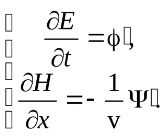 ∂E/∂t = ϕ,
∂H/∂x = - 1/v Ψ,